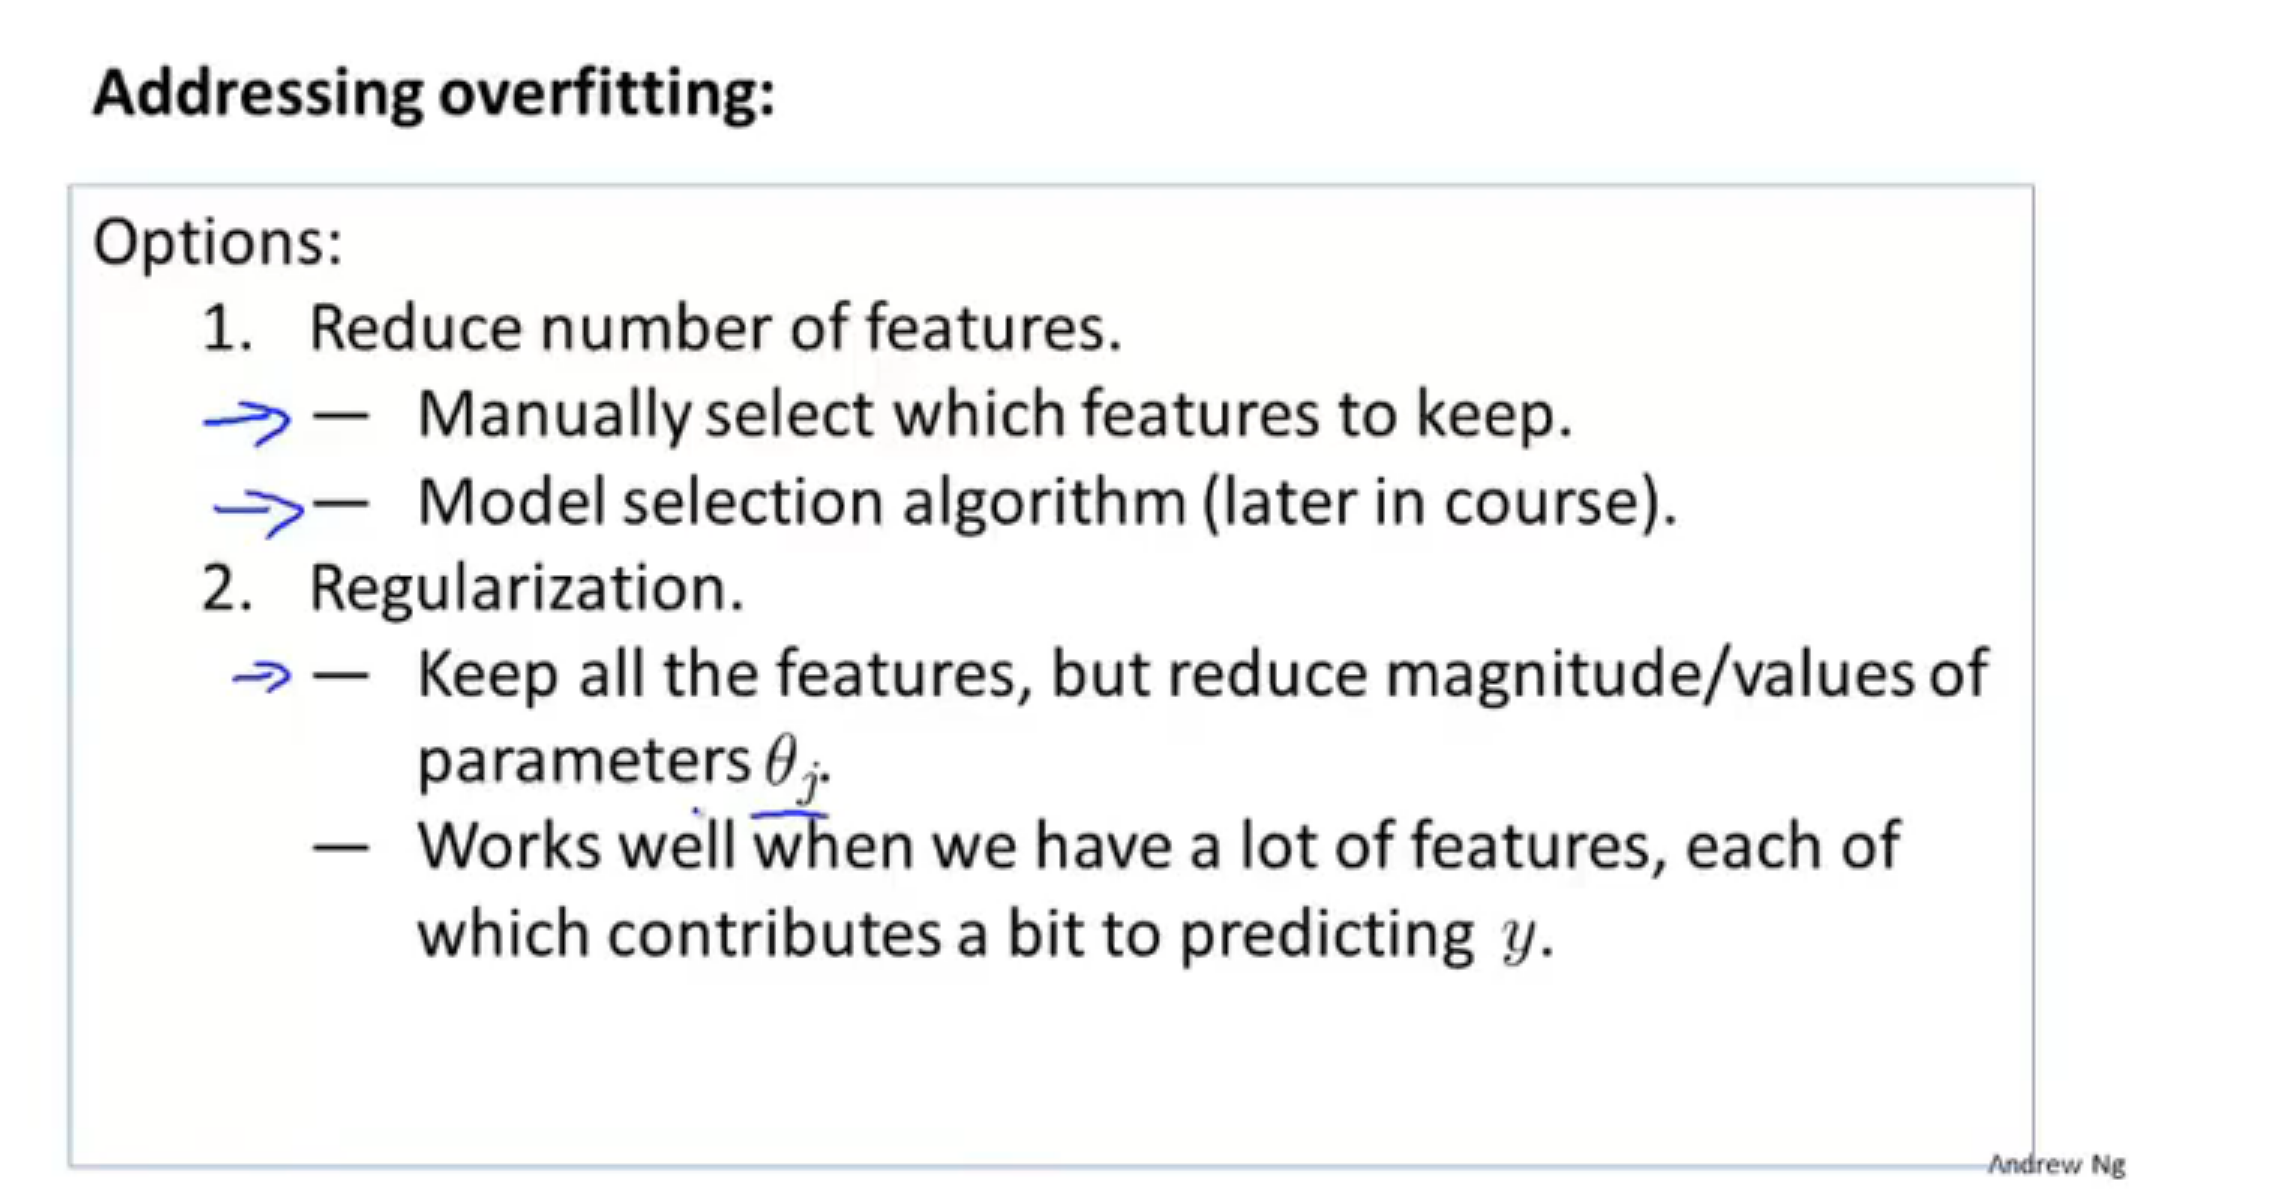 Addressing overfitting:
Options:
1. Reduce number of features.
— Manually select which features to keep.
— Model selection algorithm (later in course).
2. Regularization.
— Keep all the features, but reduce magnitude/values of
parameters θⱼ.
— Works well when we have a lot of features, each of
which contributes a bit to predicting y.
Andrew Ng